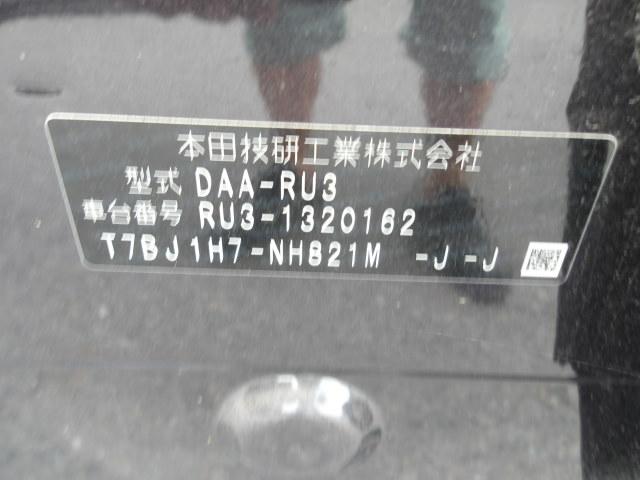 本田技研工業株式会社
型式 DAA-RU3
車台番号 RU3-1320162
T7BJ1H7-NH821M -J-J